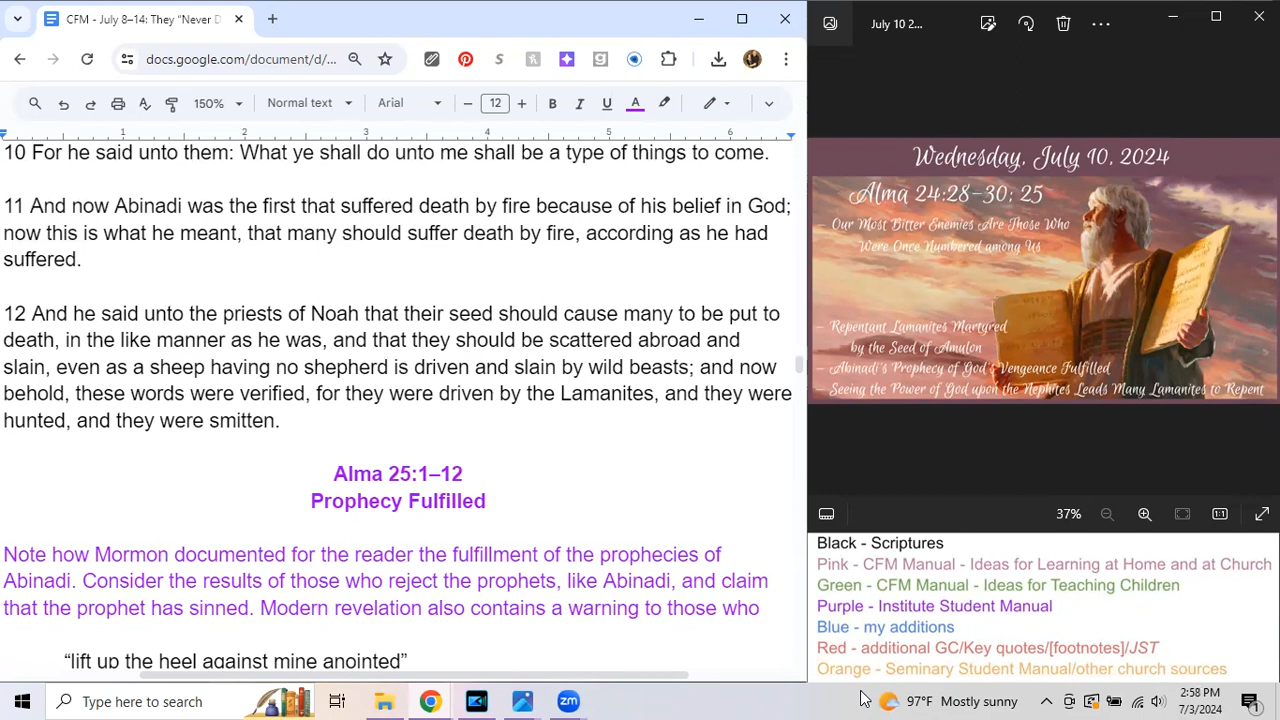 CFM - July 8–14: They “Never D
docs.google.com/document/d/...
150%
Normal text
Arial
12
B
I
U
A
1
2
3
4
5
6
10 For he said unto them: What ye shall do unto me shall be a type of things to come.
11 And now Abinadi was the first that suffered death by fire because of his belief in God;
now this is what he meant, that many should suffer death by fire, according as he had
suffered.
12 And he said unto the priests of Noah that their seed should cause many to be put to
death, in the like manner as he was, and that they should be scattered abroad and
slain, even as a sheep having no shepherd is driven and slain by wild beasts; and now
behold, these words were verified, for they were driven by the Lamanites, and they were
hunted, and they were smitten.
Alma 25:1–12
Prophecy Fulfilled
Note how Mormon documented for the reader the fulfillment of the prophecies of
Abinadi. Consider the results of those who reject the prophets, like Abinadi, and claim
that the prophet has sinned. Modern revelation also contains a warning to those who
“lift up the heel against mine anointed”
July 10 2...
Wednesday, July 10, 2024
Alma 24:28–30; 25
– Our Most Bitter Enemies Are Those Who
Were Once Numbered among Us
– Repentant Lamanites Martyred
by the Seed of Amulon
– Abinadi's Prophecy of God's Vengeance Fulfilled
– Seeing the Power of God upon the Nephites Leads Many Lamanites to Repent
37%
1:1
Black - Scriptures
Pink - CFM Manual - Ideas for Learning at Home and at Church
Green - CFM Manual - Ideas for Teaching Children
Purple - Institute Student Manual
Blue - my additions
Red - additional GC/Key quotes/[footnotes]/JST
Orange - Seminary Student Manual/other church sources
Type here to search
zm
97°F Mostly sunny
2:58 PM
7/3/2024
1